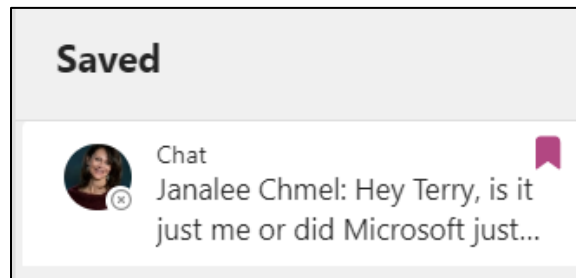 Saved
Chat
Janalee Chmel: Hey Terry, is it
just me or did Microsoft just...